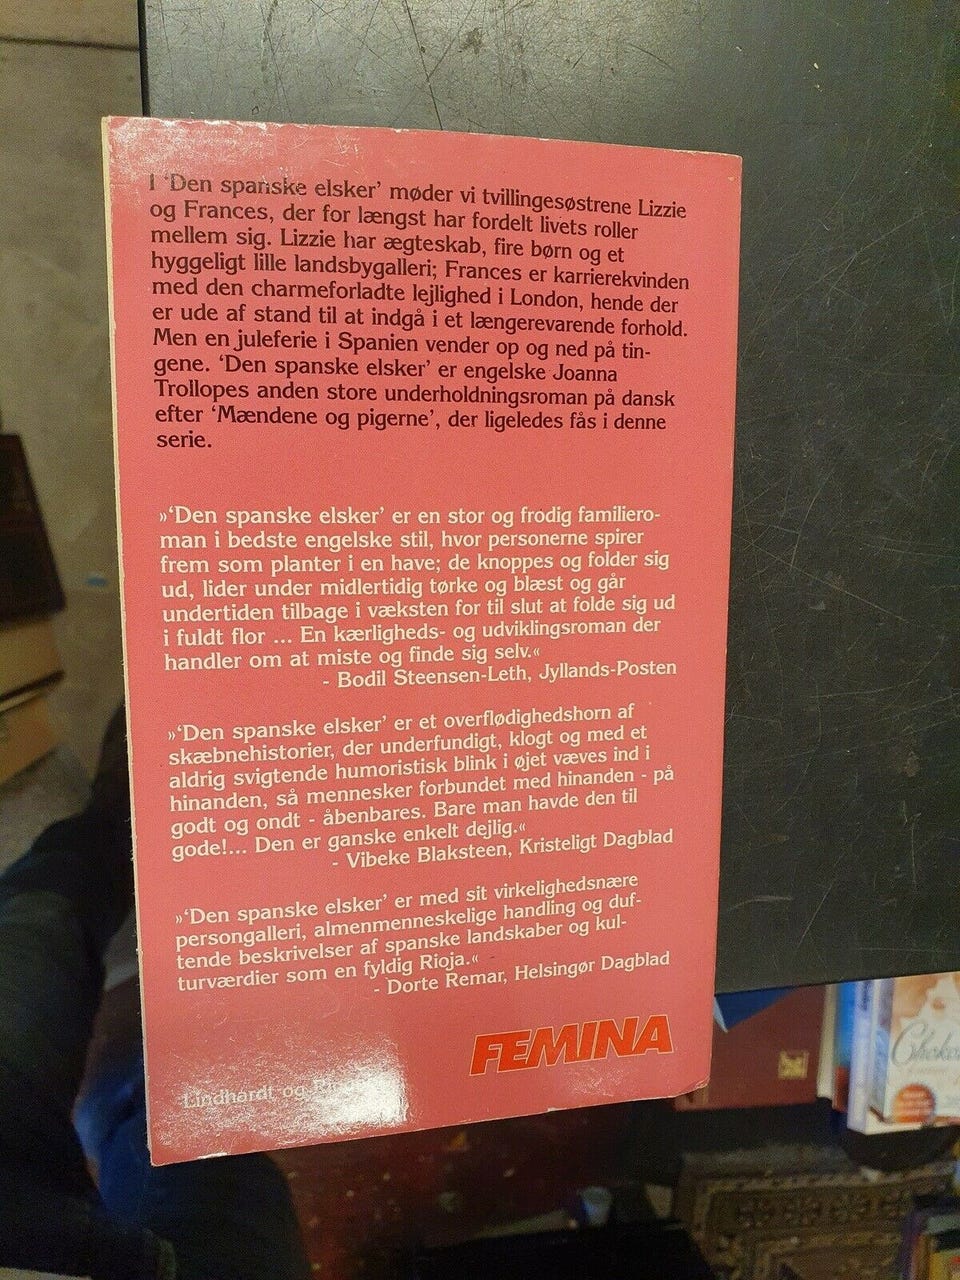 I 'Den spanske elsker' møder vi tvillingesøstrene Lizzie
og Frances, der for længst har fordelt livets roller
mellem sig. Lizzie har ægteskab, fire børn og et
hyggeligt lille landsbygalleri; Frances er karrierekvinden
med den charmeforladte lejlighed i London, hende der
er ude af stand til at indgå i et længerevarende forhold.
Men en juleferie i Spanien vender op og ned på tin-
gene. 'Den spanske elsker' er engelske Joanna
Trollopes anden store underholdningsroman på dansk
efter 'Mændene og pigerne', der ligeledes fås i denne
serie.
»'Den spanske elsker' er en stor og frodig familiero-
man i bedste engelske stil, hvor personerne spirer
frem som planter i en have; de knoppes og folder sig
ud, lider under midlertidig tørke og blæst og går
undertiden tilbage i væksten for til slut at folde sig ud
i fuldt flor ... En kærligheds- og udviklingsroman der
handler om at miste og finde sig selv.«
- Bodil Steensen-Leth, Jyllands-Posten
»'Den spanske elsker' er et overflødighedshorn af
skæbnehistorier, der underfundigt, klogt og med et
aldrig svigtende humoristisk blink i øjet væves ind i
hinanden, så mennesker forbundet med hinanden - på
godt og ondt - åbenbares. Bare man havde den til
gode!... Den er ganske enkelt dejlig.«
- Vibeke Blaksteen, Kristeligt Dagblad
»'Den spanske elsker' er med sit virkelighedsnære
persongalleri, almenmenneskelige handling og duf-
tende beskrivelser af spanske landskaber og kul-
turværdier som en fyldig Rioja.«
- Dorte Remar, Helsingør Dagblad
FEMINA
Lindhardt og